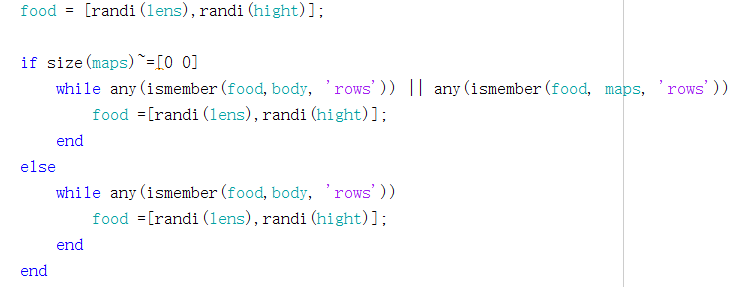 food = [randi(lens),randi(hight)];
if size(maps)~=[0 0]
while any(ismember(food,body, 'rows')) || any(ismember(food, maps, 'rows'))
food =[randi(lens),randi(hight)];
end
else
while any(ismember(food,body, 'rows'))
food =[randi(lens),randi(hight)];
end
end